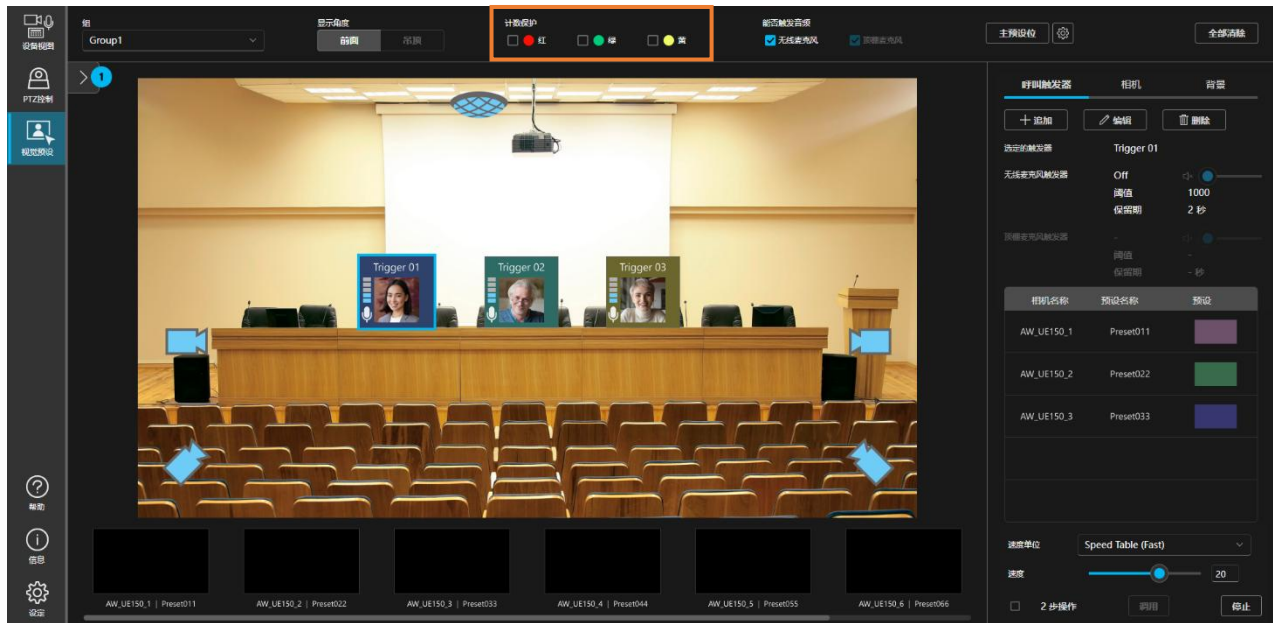 设备视图
PTZ控制
视觉预设
帮助
信息
设定
组
Group1
显示角度
前面
吊顶
计数保护
红
绿
黄
能否触发音频
无线麦克风
顶棚麦克风
主预设位
全部清除
1
Trigger 01
Trigger 02
Trigger 03
AW_UE150_1 | Preset011
AW_UE150_2 | Preset022
AW_UE150_3 | Preset033
AW_UE150_4 | Preset044
AW_UE150_5 | Preset055
AW_UE150_6 | Preset066
呼叫触发器
相机
背景
追加
编辑
删除
选定的触发器 Trigger 01
无线麦克风触发器 Off
阈值 1000
保留期 2 秒
顶棚麦克风触发器 -
阈值 -
保留期 - 秒
相机名称 预设名称 预设
AW_UE150_1 Preset011
AW_UE150_2 Preset022
AW_UE150_3 Preset033
速度单位 Speed Table (Fast)
速度 20
2 步操作 调用 停止